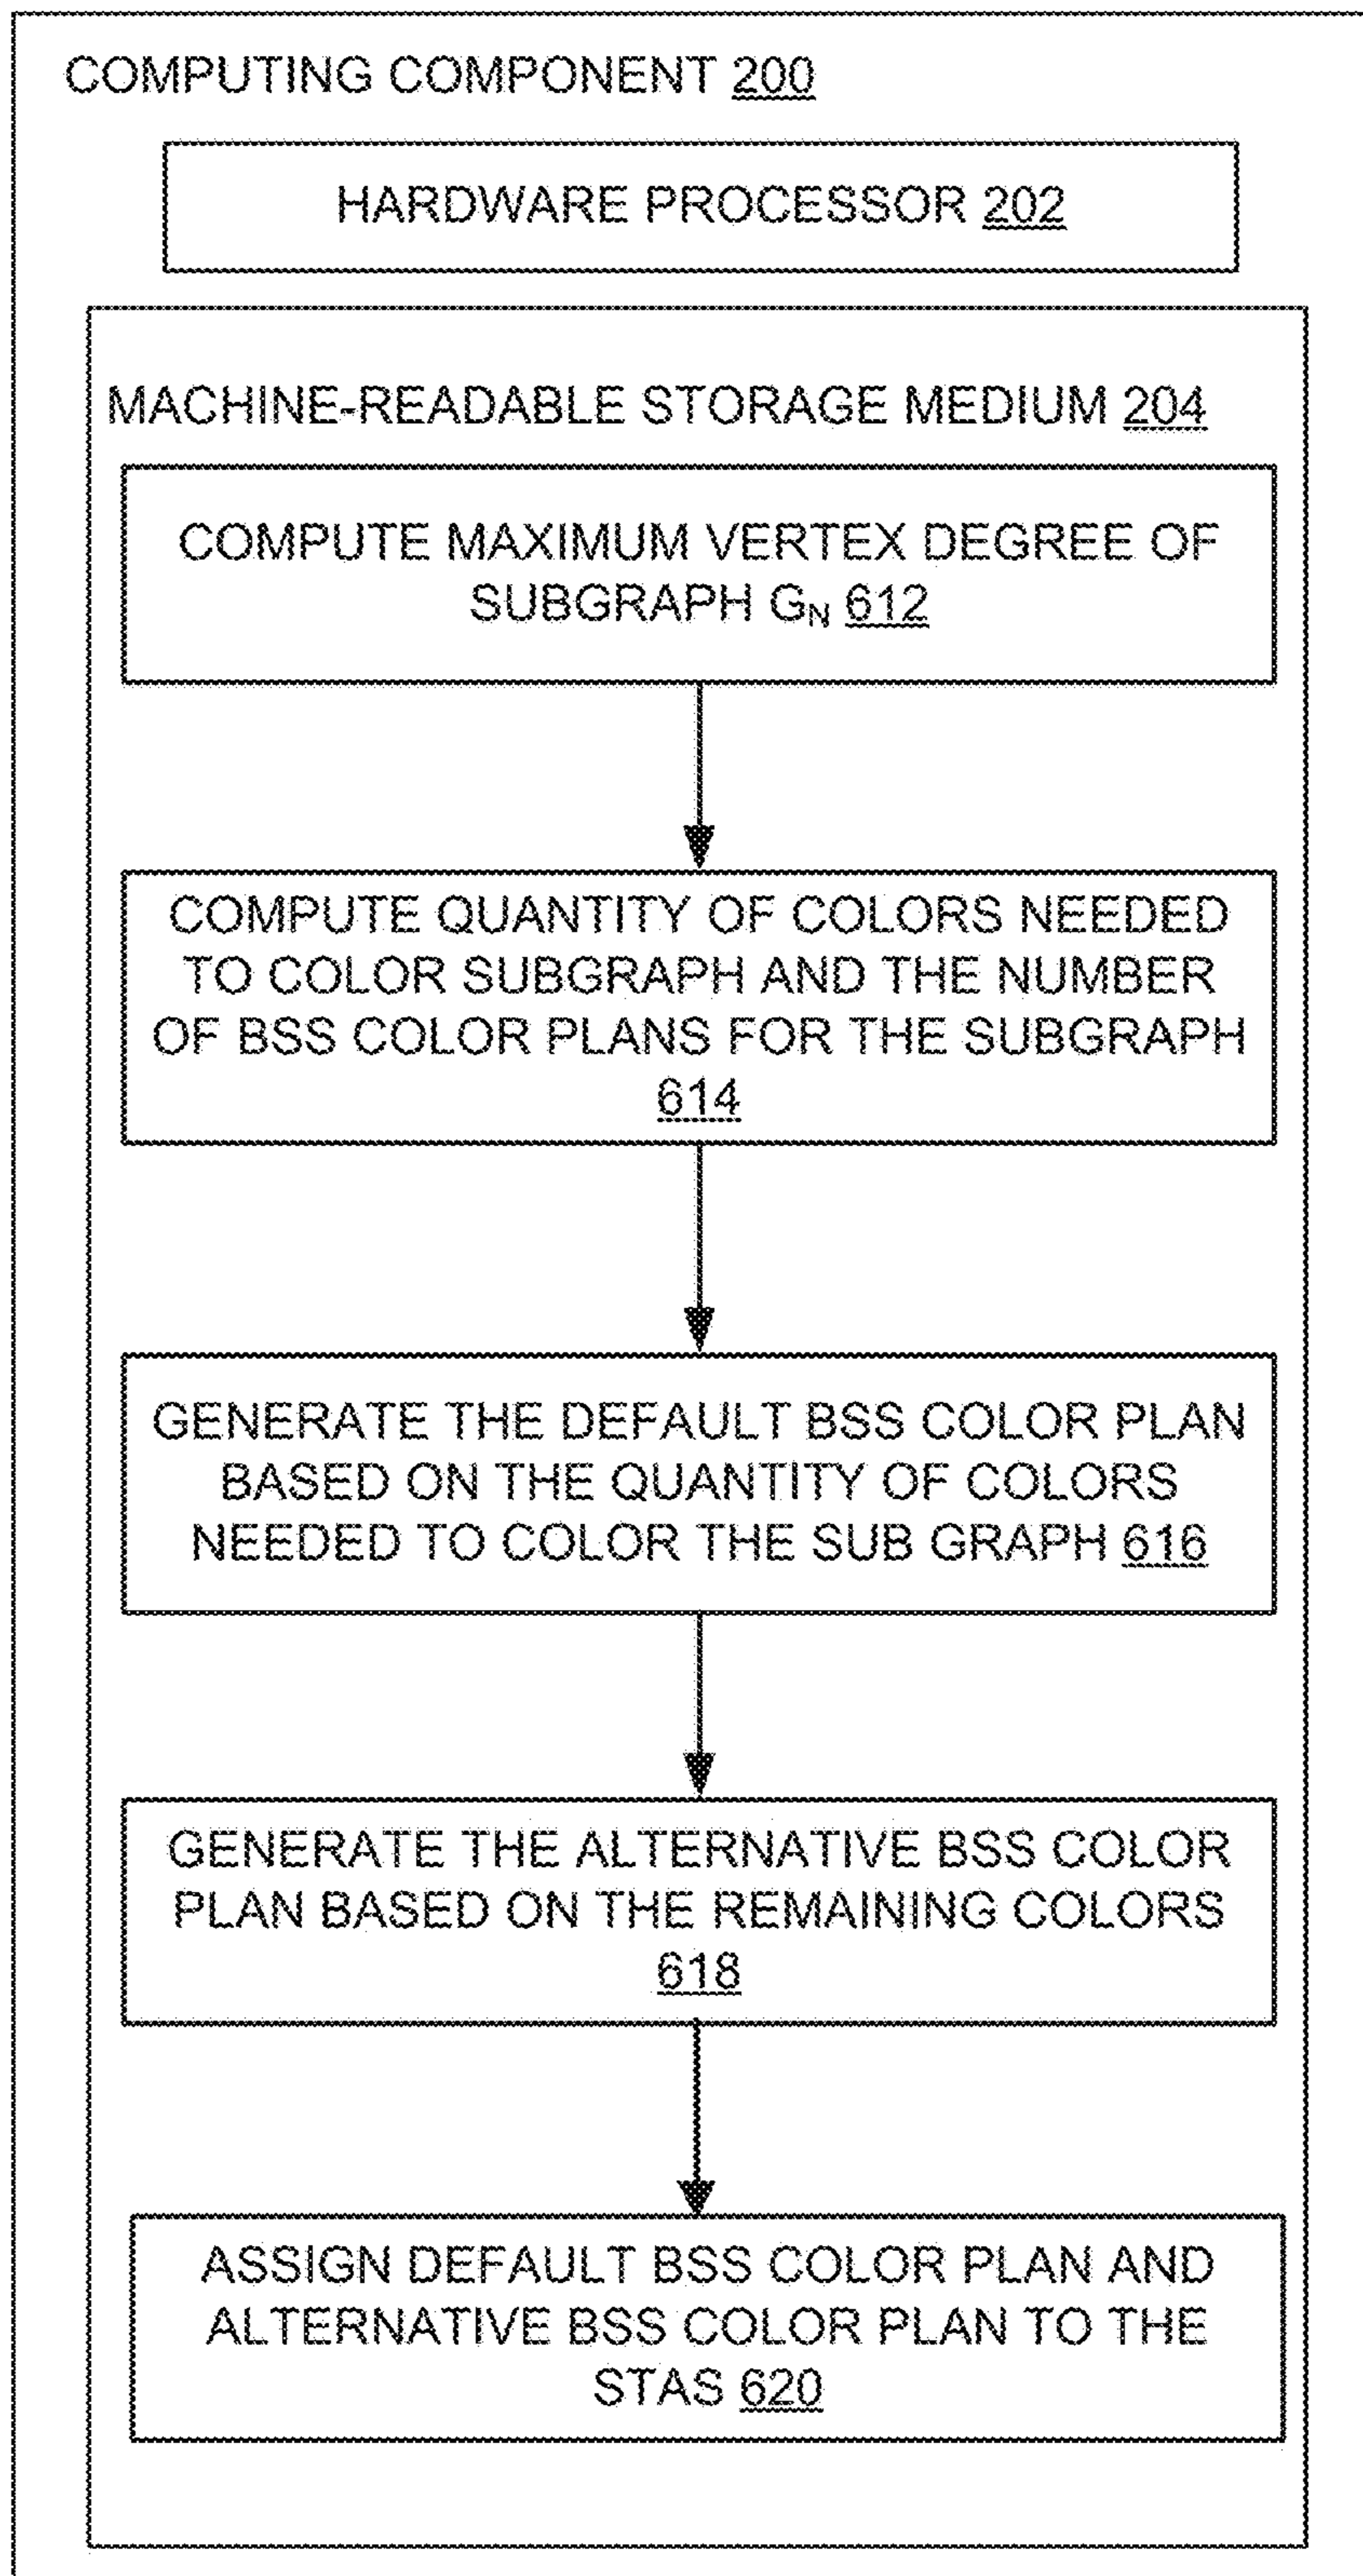 COMPUTING COMPONENT 200
HARDWARE PROCESSOR 202
MACHINE-READABLE STORAGE MEDIUM 204
COMPUTE MAXIMUM VERTEX DEGREE OF
SUBGRAPH GN 612
COMPUTE QUANTITY OF COLORS NEEDED
TO COLOR SUBGRAPH AND THE NUMBER
OF BSS COLOR PLANS FOR THE SUBGRAPH
614
GENERATE THE DEFAULT BSS COLOR PLAN
BASED ON THE QUANTITY OF COLORS
NEEDED TO COLOR THE SUB GRAPH 616
GENERATE THE ALTERNATIVE BSS COLOR
PLAN BASED ON THE REMAINING COLORS
618
ASSIGN DEFAULT BSS COLOR PLAN AND
ALTERNATIVE BSS COLOR PLAN TO THE
STAS 620